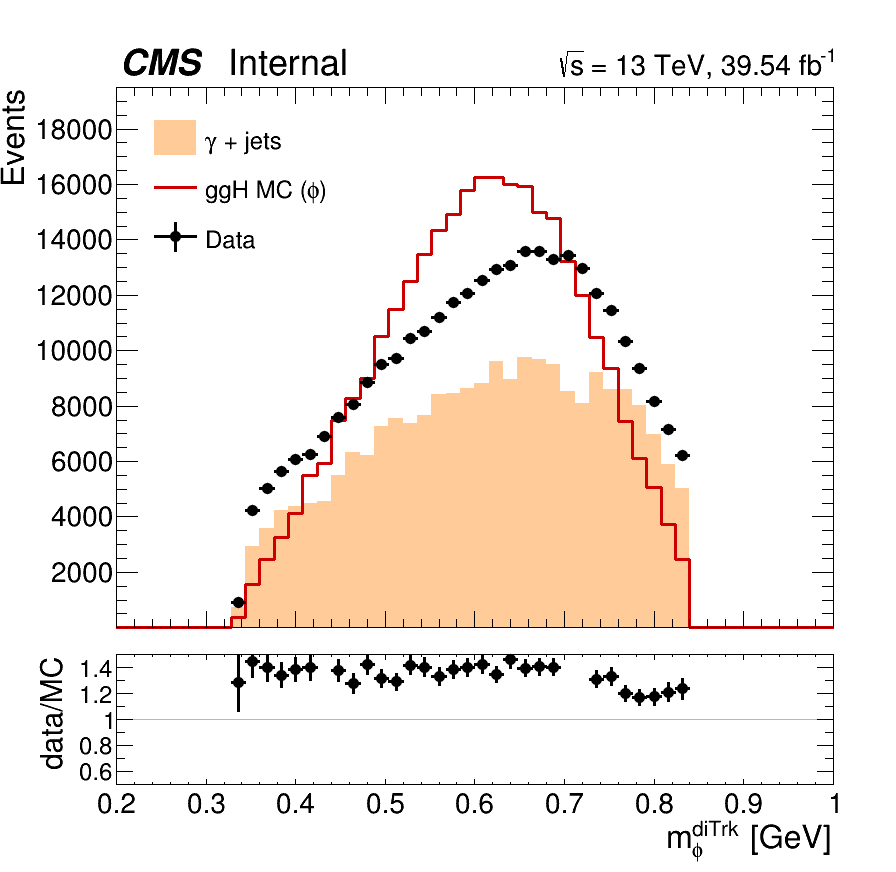 CMS Internal
√s = 13 TeV, 39.54 fb⁻¹
Events
18000
16000
14000
12000
10000
8000
6000
4000
2000
γ + jets
ggH MC (ϕ)
Data
data/MC
1.4
1.2
1
0.8
0.6
0.2 0.3 0.4 0.5 0.6 0.7 0.8 0.9 1
m_ϕ^diTrk [GeV]